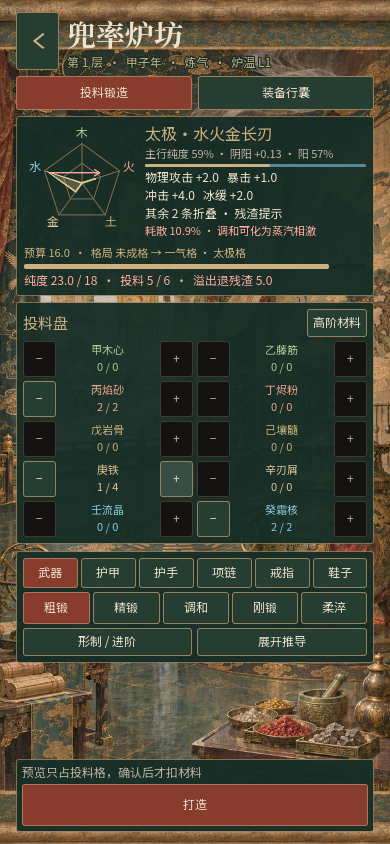 兜率炉坊
第 1 层 · 甲子年 · 炼气 · 炉温 L1
投料锻造
装备行囊
木
水
火
金
土
太极·水火金长刃
主行纯度 59% · 阴阳 +0.13 · 阳 57%
物理攻击 +2.0 暴击 +1.0
冲击 +4.0 冰缓 +2.0
其余 2 条折叠 · 残渣提示
耗散 10.9% · 调和可化为蒸汽相激
预算 16.0 · 格局 未成格 → 一气格 · 太极格
纯度 23.0 / 18 · 投料 5 / 6 · 溢出退残渣 5.0
投料盘
高阶材料
− 甲木心 + − 乙藤筋 +
0 / 0 0 / 0
− 丙焰砂 + − 丁烬粉 +
2 / 2 0 / 0
− 戊岩骨 + − 己壤髓 +
0 / 0 0 / 0
− 庚铁 + − 辛刃屑 +
1 / 4 0 / 0
− 壬流晶 + − 癸霜核 +
0 / 0 2 / 2
武器 护甲 护手 项链 戒指 鞋子
粗锻 精锻 调和 刚锻 柔淬
形制 / 进阶 展开推导
预览只占投料格，确认后才扣材料
打造